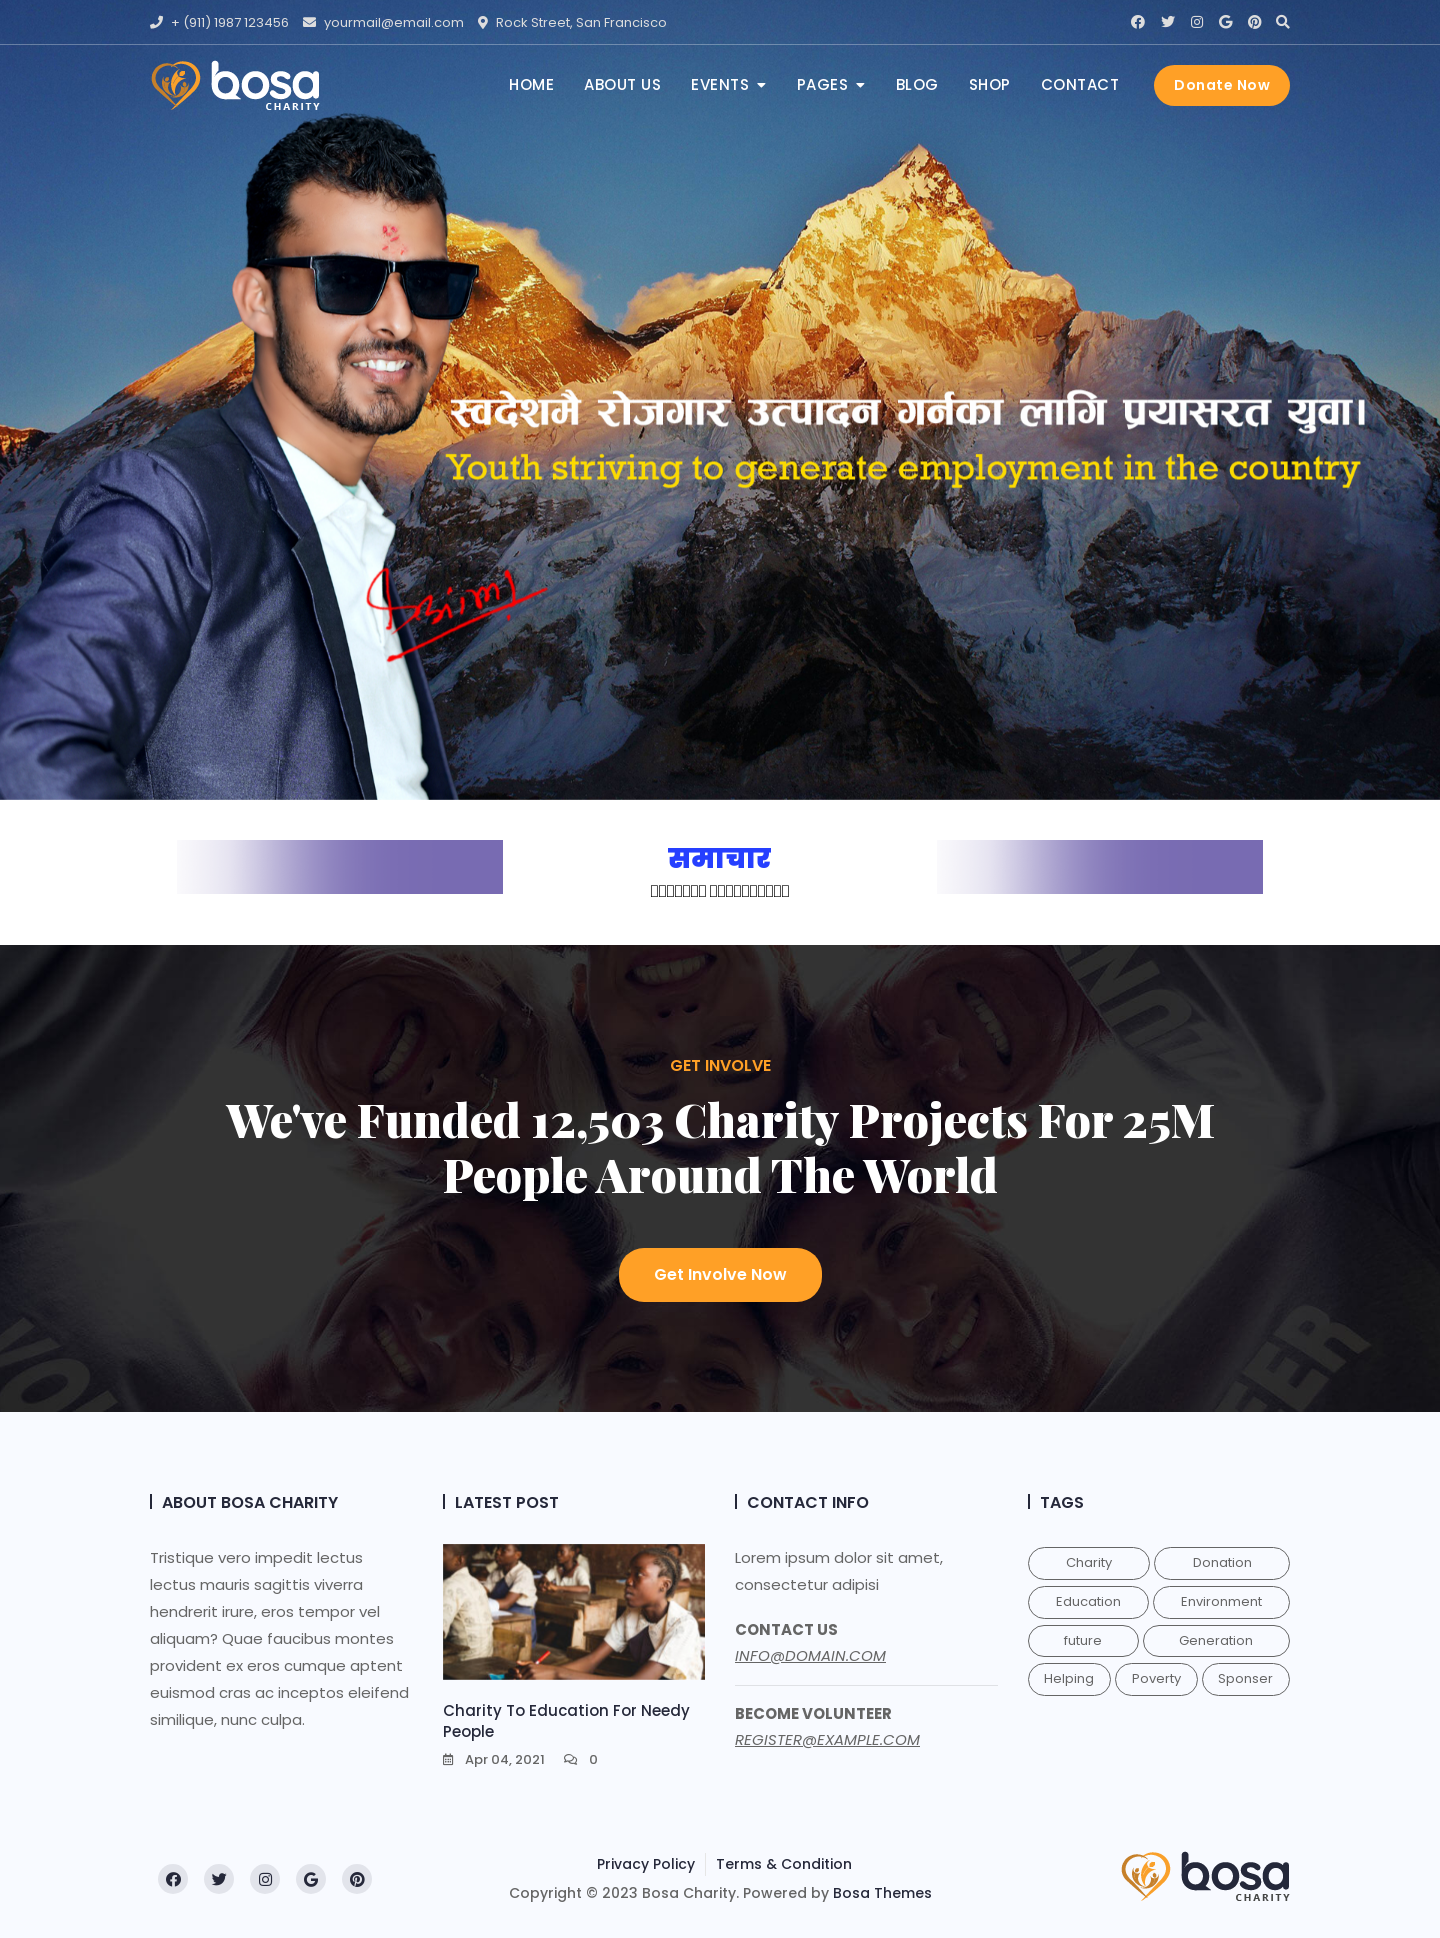 + (911) 1987 123456 yourmail@email.com Rock Street, San Francisco
bosa
CHARITY
HOME ABOUT US EVENTS PAGES BLOG SHOP CONTACT Donate Now
स्वदेशमै रोजगार उत्पादन गर्नका लागि प्रयासरत युवा।
Youth striving to generate employment in the country
समाचार
GET INVOLVE
We've Funded 12,503 Charity Projects For 25M
People Around The World
Get Involve Now
VOLUNTEER
ABOUT BOSA CHARITY
Tristique vero impedit lectus
lectus mauris sagittis viverra
hendrerit irure, eros tempor vel
aliquam? Quae faucibus montes
provident ex eros cumque aptent
euismod cras ac inceptos eleifend
similique, nunc culpa.
LATEST POST
Charity To Education For Needy
People
Apr 04, 2021 0
CONTACT INFO
Lorem ipsum dolor sit amet,
consectetur adipisi
CONTACT US
INFO@DOMAIN.COM
BECOME VOLUNTEER
REGISTER@EXAMPLE.COM
TAGS
Charity Donation
Education Environment
future Generation
Helping Poverty Sponser
Privacy Policy Terms & Condition
Copyright © 2023 Bosa Charity. Powered by Bosa Themes
bosa
CHARITY